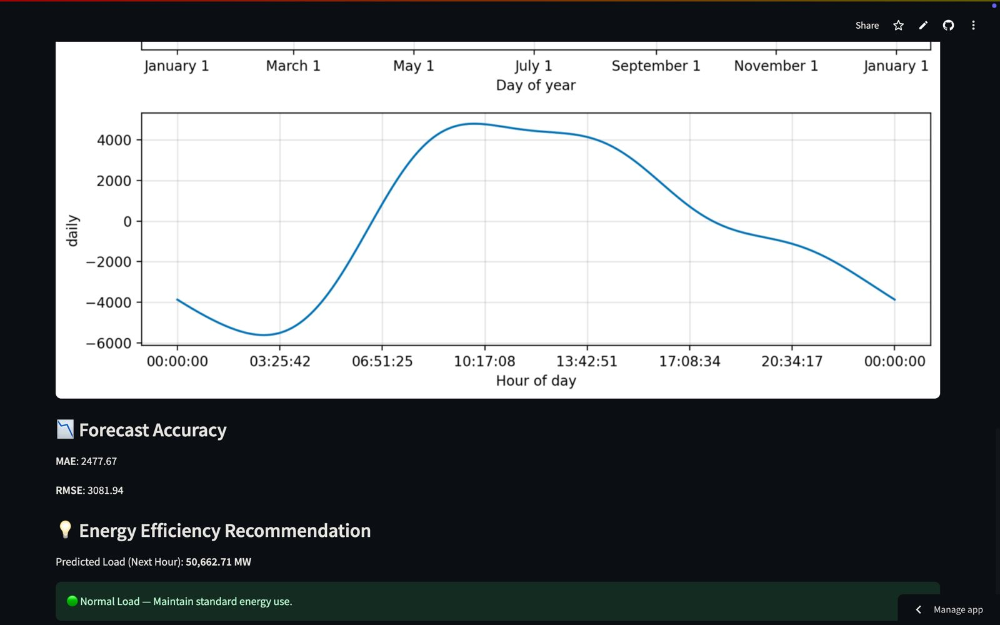 Share
January 1 March 1 May 1 July 1 September 1 November 1 January 1
Day of year
4000
2000
0
−2000
−4000
−6000
daily
00:00:00 03:25:42 06:51:25 10:17:08 13:42:51 17:08:34 20:34:17 00:00:00
Hour of day
Forecast Accuracy
MAE: 2477.67
RMSE: 3081.94
Energy Efficiency Recommendation
Predicted Load (Next Hour): 50,662.71 MW
Normal Load — Maintain standard energy use.
Manage app